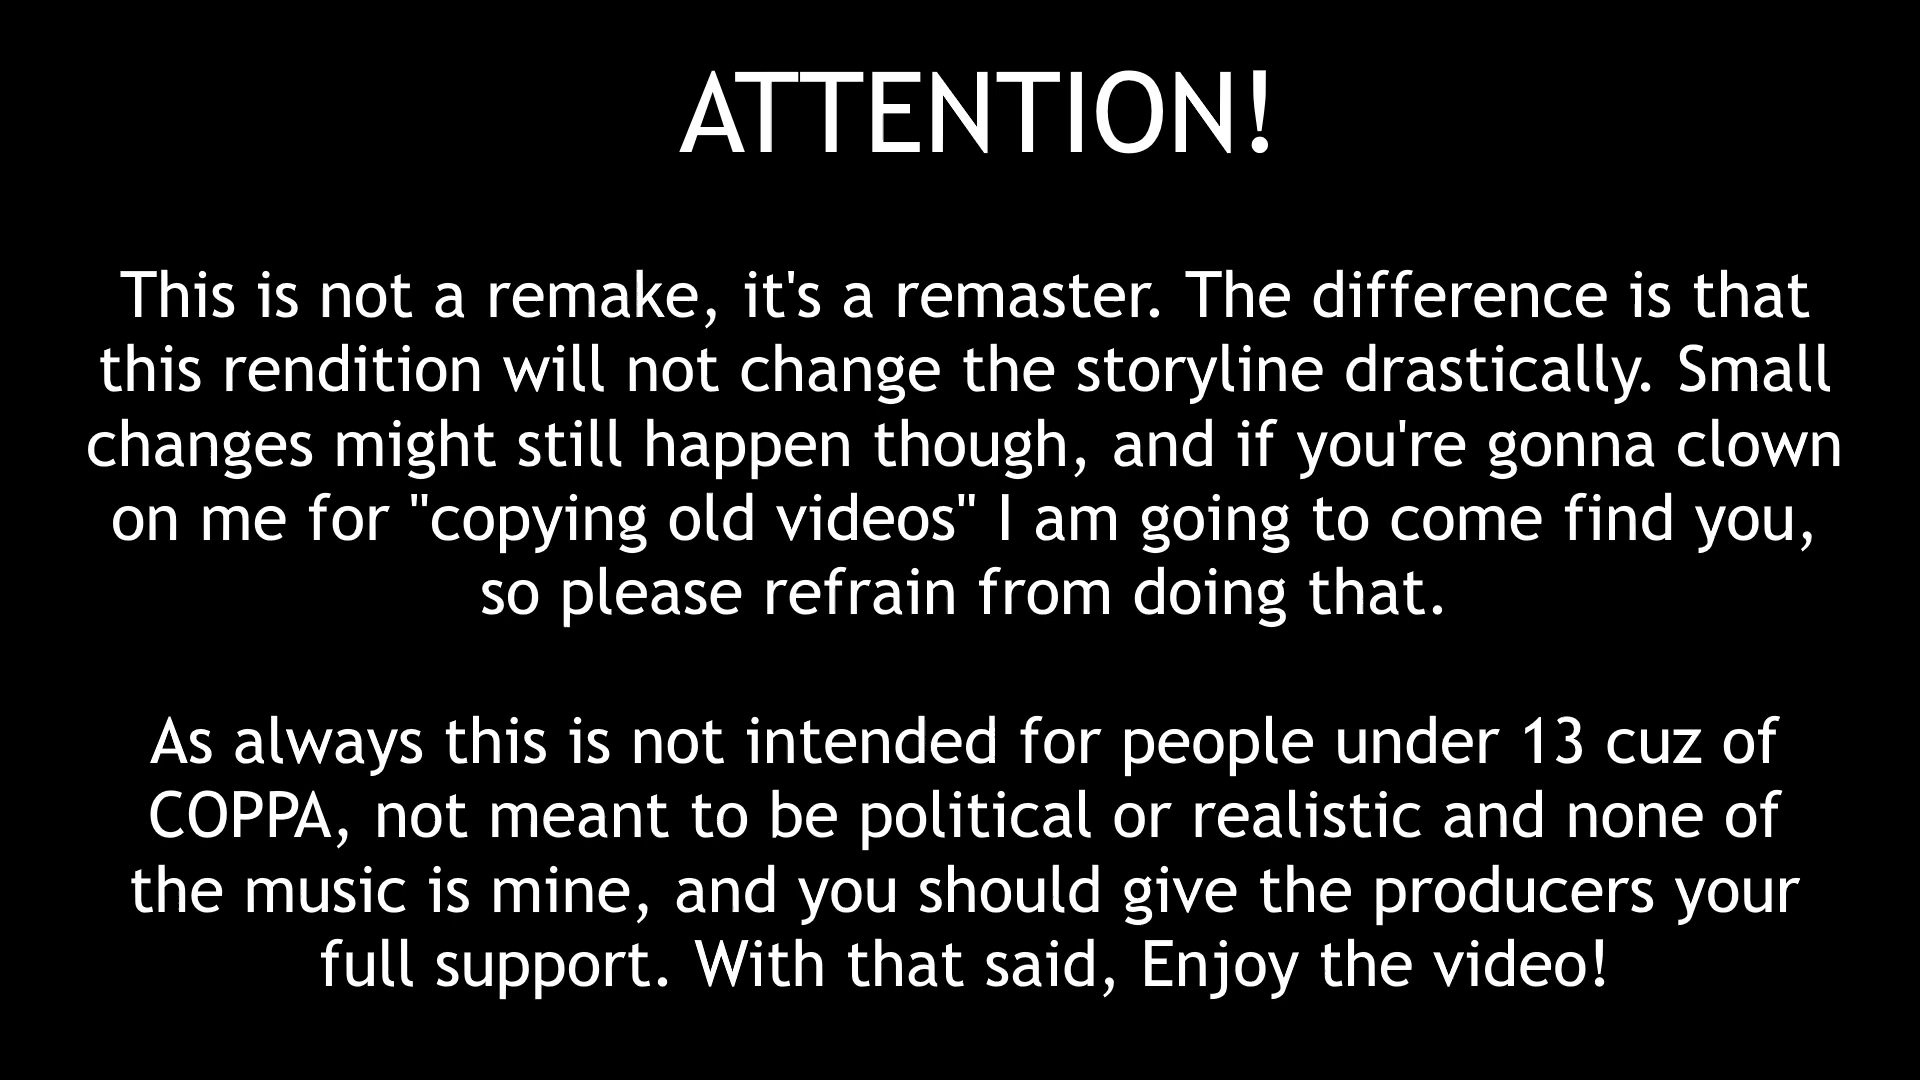 ATTENTION!
This is not a remake, it's a remaster. The difference is that
this rendition will not change the storyline drastically. Small
changes might still happen though, and if you're gonna clown
on me for "copying old videos" I am going to come find you,
so please refrain from doing that.
As always this is not intended for people under 13 cuz of
COPPA, not meant to be political or realistic and none of
the music is mine, and you should give the producers your
full support. With that said, Enjoy the video!